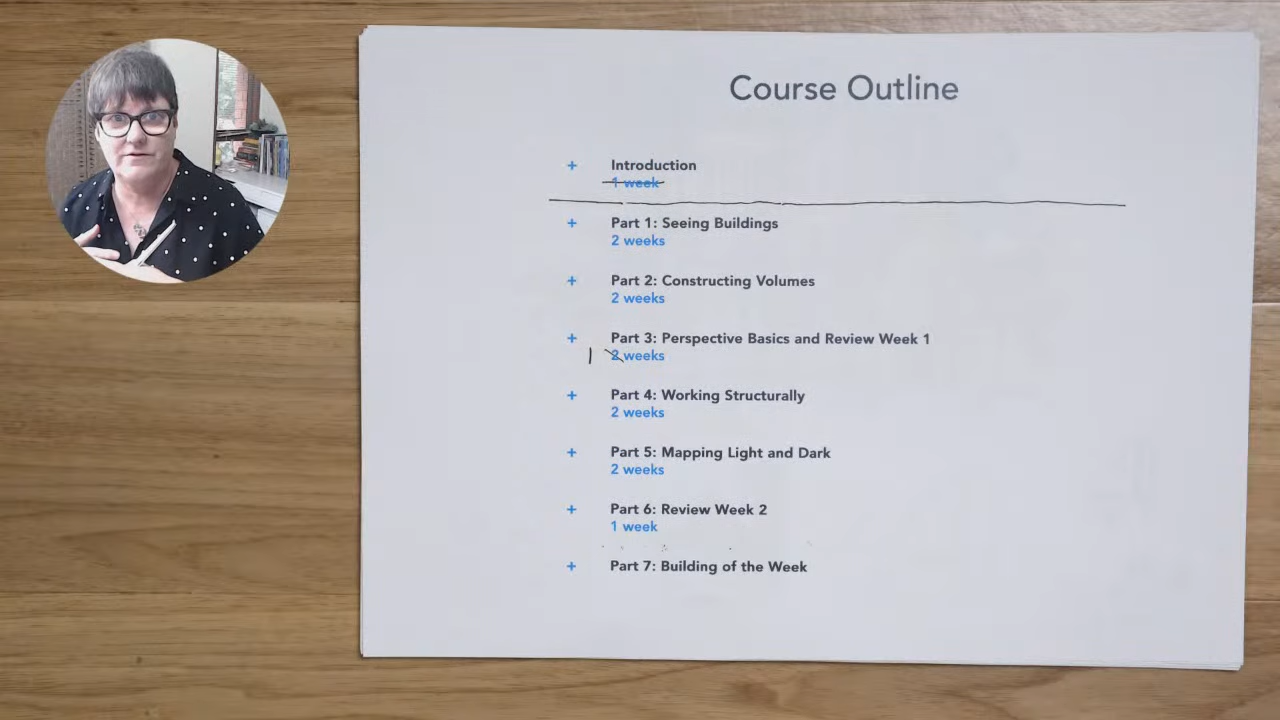 Course Outline
+ Introduction
1 week
+ Part 1: Seeing Buildings
2 weeks
+ Part 2: Constructing Volumes
2 weeks
+ Part 3: Perspective Basics and Review Week 1
1 2 weeks
+ Part 4: Working Structurally
2 weeks
+ Part 5: Mapping Light and Dark
2 weeks
+ Part 6: Review Week 2
1 week
+ Part 7: Building of the Week